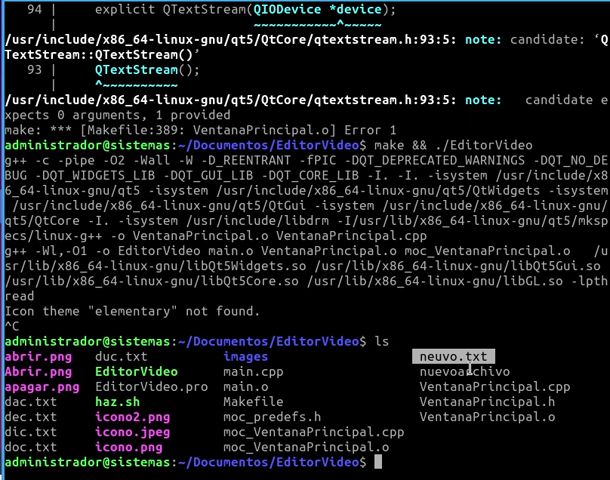 94 |     explicit QTextStream(QIODevice *device);
   |                          ~~~~~~~~~~~^~~~~~
/usr/include/x86_64-linux-gnu/qt5/QtCore/qtextstream.h:93:5: note: candidate: ‘Q
TextStream::QTextStream()’
93 |     QTextStream();
   |     ^~~~~~~~~~~
/usr/include/x86_64-linux-gnu/qt5/QtCore/qtextstream.h:93:5: note:   candidate e
xpects 0 arguments, 1 provided
make: *** [Makefile:389: VentanaPrincipal.o] Error 1
administrador@sistemas:~/Documentos/EditorVideo$ make && ./EditorVideo
g++ -c -pipe -O2 -Wall -W -D_REENTRANT -fPIC -DQT_DEPRECATED_WARNINGS -DQT_NO_DE
BUG -DQT_WIDGETS_LIB -DQT_GUI_LIB -DQT_CORE_LIB -I. -I. -isystem /usr/include/x8
6_64-linux-gnu/qt5 -isystem /usr/include/x86_64-linux-gnu/qt5/QtWidgets -isystem
 /usr/include/x86_64-linux-gnu/qt5/QtGui -isystem /usr/include/x86_64-linux-gnu/
qt5/QtCore -I. -isystem /usr/include/libdrm -I/usr/lib/x86_64-linux-gnu/qt5/mksp
ecs/linux-g++ -o VentanaPrincipal.o VentanaPrincipal.cpp
g++ -Wl,-O1 -o EditorVideo main.o VentanaPrincipal.o moc_VentanaPrincipal.o   /u
sr/lib/x86_64-linux-gnu/libQt5Widgets.so /usr/lib/x86_64-linux-gnu/libQt5Gui.so
/usr/lib/x86_64-linux-gnu/libQt5Core.so /usr/lib/x86_64-linux-gnu/libGL.so -lpth
read
Icon theme "elementary" not found.
^C
administrador@sistemas:~/Documentos/EditorVideo$ ls
abrir.png  duc.txt          images                  neuvo.txt
Abrir.png  EditorVideo      main.cpp                nuevoarchivo
apagar.png  EditorVideo.pro  main.o                  VentanaPrincipal.cpp
dac.txt    haz.sh           Makefile                VentanaPrincipal.h
dec.txt    icono2.png       moc_predefs.h           VentanaPrincipal.o
dic.txt    icono.jpeg       moc_VentanaPrincipal.cpp
doc.txt    icono.png        moc_VentanaPrincipal.o
administrador@sistemas:~/Documentos/EditorVideo$